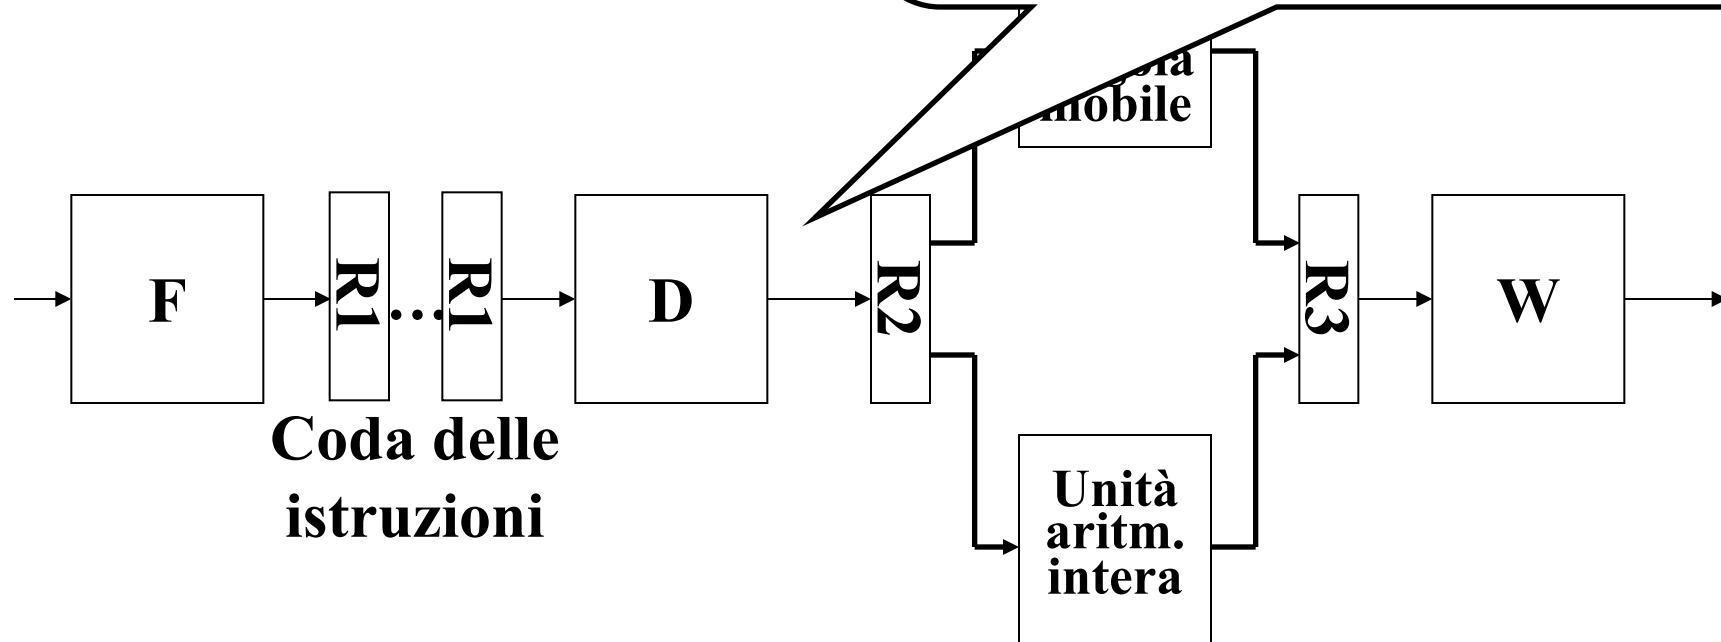 mobile
F
R1
...
R1
D
R2
R3
W
Coda delle
istruzioni
Unità
aritm.
intera